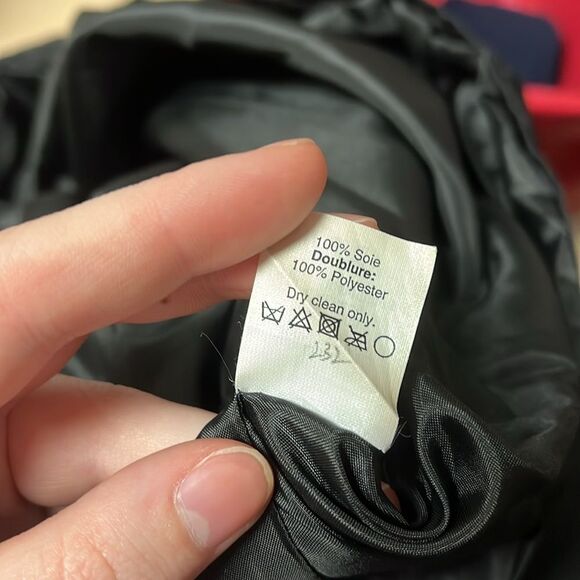 100% Soie
Doublure:
100% Polyester
Dry clean only.
232